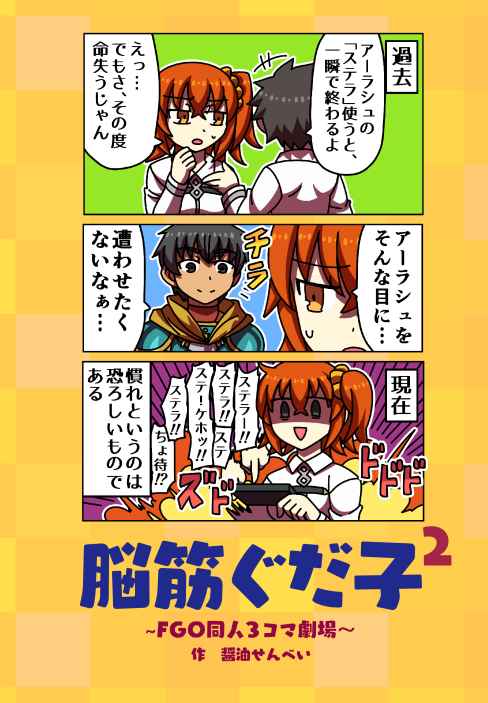 過去
アーラシュの
「ステラ」使うと、
一瞬で終わるよ
えっ…
でもさ、その度
命失うじゃん
アーラシュを
そんな目に…
チラ
遭わせたく
ないなぁ…
現在
ステラー!!
ステラ!!ステ
ステーケホッ!!
ステラ!!
ちょ待!?
ドドドド
ズドド
慣れというのは
恐ろしいもので
ある
脳筋ぐだ子2
~FGO同人3コマ劇場~
作 醤油せんべい